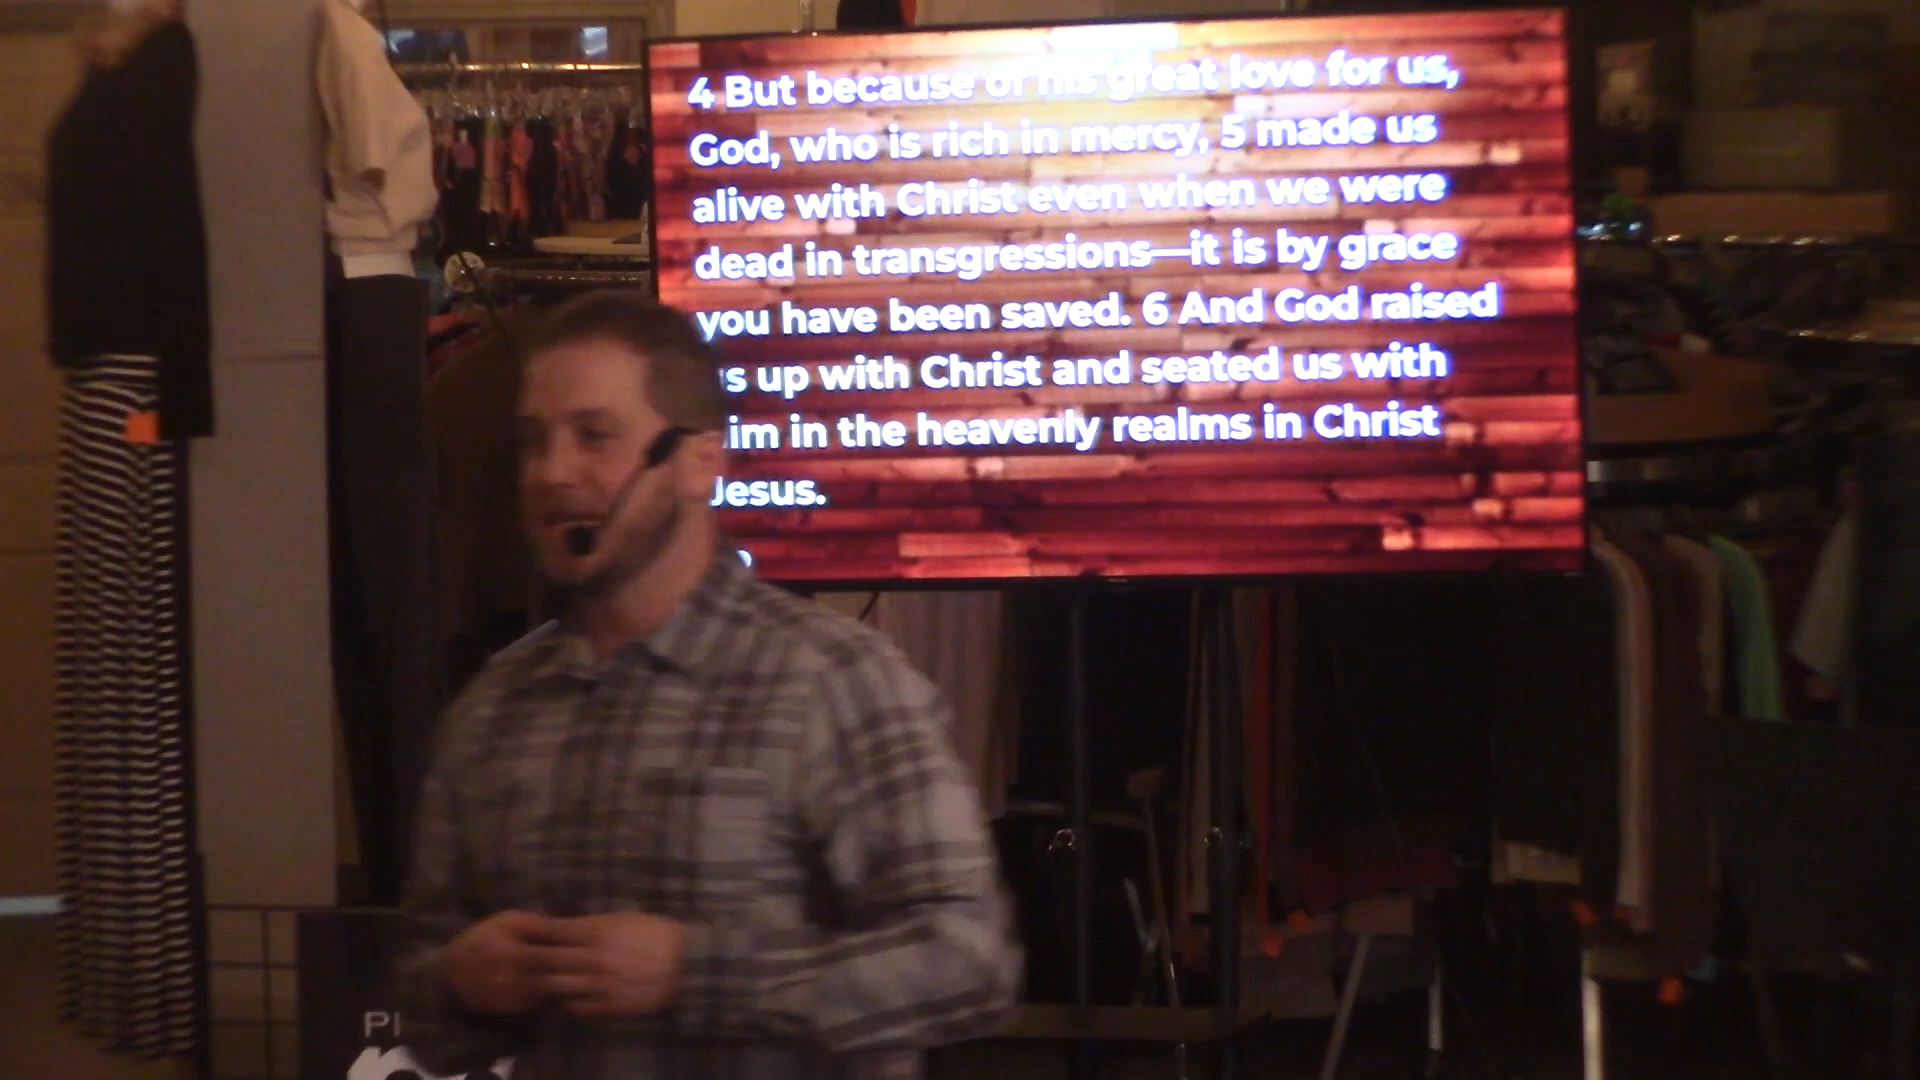 4 But because of his great love for us,
God, who is rich in mercy, 5 made us
alive with Christ even when we were
dead in transgressions—it is by grace
you have been saved. 6 And God raised
s up with Christ and seated us with
im in the heavenly realms in Christ
Jesus.
PI